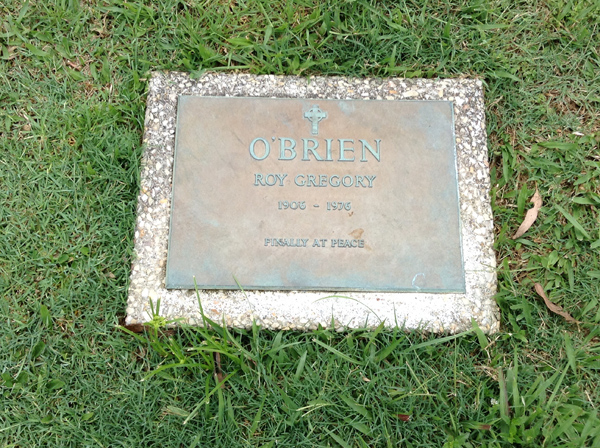 O'BRIEN
ROY GREGORY
1906 - 1976
FINALLY AT PEACE